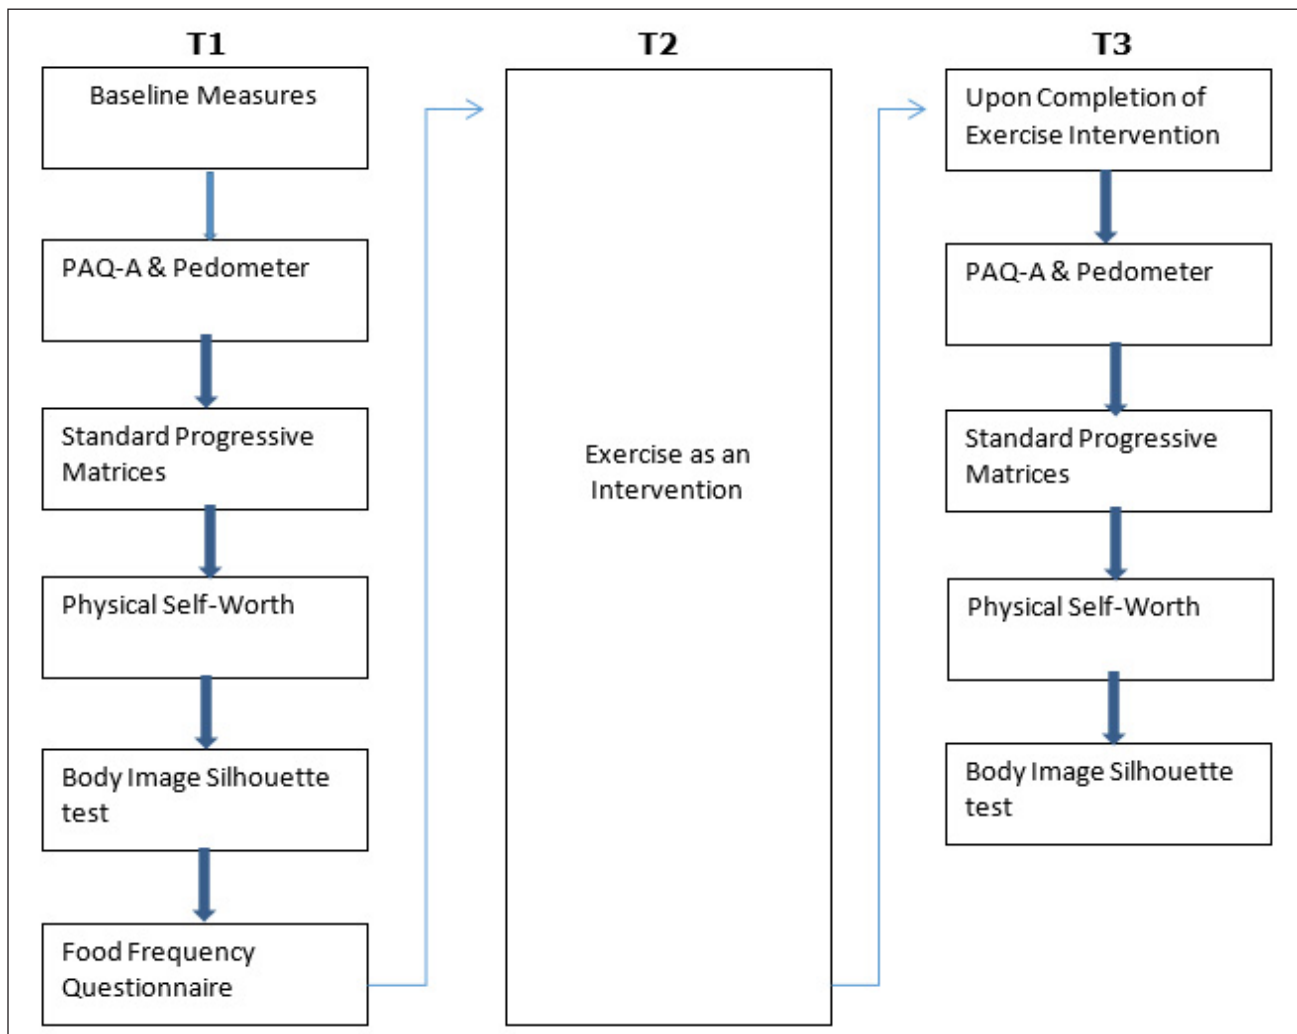 T1
Baseline Measures
PAQ-A & Pedometer
Standard Progressive
Matrices
Physical Self-Worth
Body Image Silhouette
test
Food Frequency
Questionnaire
T2
Exercise as an
Intervention
T3
Upon Completion of
Exercise Intervention
PAQ-A & Pedometer
Standard Progressive
Matrices
Physical Self-Worth
Body Image Silhouette
test